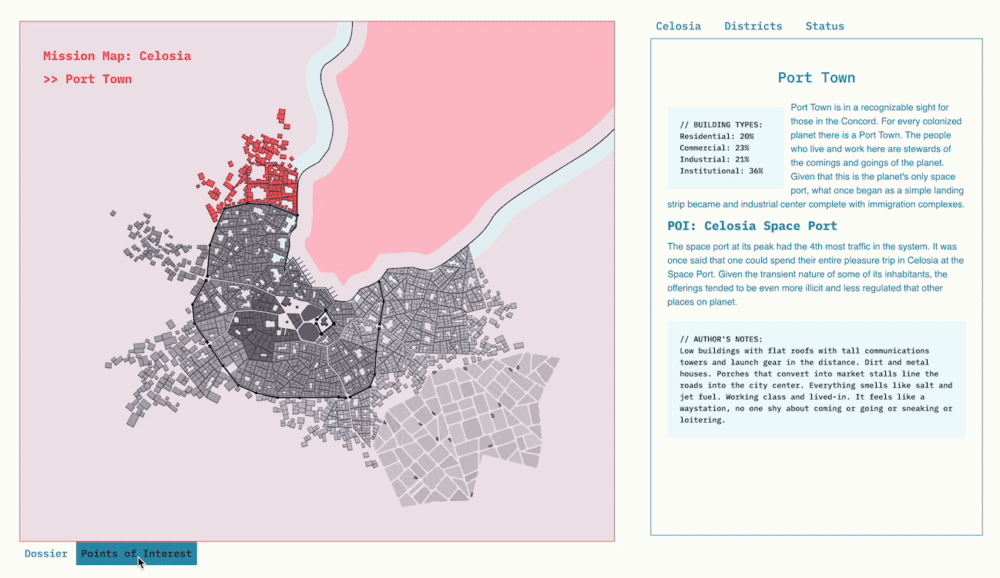 Mission Map: Celosia
>> Port Town
Dossier
Points of Interest
Celosia
Districts
Status
Port Town
// BUILDING TYPES:
Residential: 20%
Commercial: 23%
Industrial: 21%
Institutional: 36%
Port Town is in a recognizable sight for
those in the Concord. For every colonized
planet there is a Port Town. The people
who live and work here are stewards of
the comings and goings of the planet.
Given that this is the planet's only space
port, what once began as a simple landing
strip became and industrial center complete with immigration complexes.
POI: Celosia Space Port
The space port at its peak had the 4th most traffic in the system. It was
once said that one could spend their entire pleasure trip in Celosia at the
Space Port. Given the transient nature of some of its inhabitants, the
offerings tended to be even more illicit and less regulated that other
places on planet.
// AUTHOR'S NOTES:
Low buildings with flat roofs with tall communications
towers and launch gear in the distance. Dirt and metal
houses. Porches that convert into market stalls line the
roads into the city center. Everything smells like salt and
jet fuel. Working class and lived-in. It feels like a
waystation, no one shy about coming or going or sneaking or
loitering.